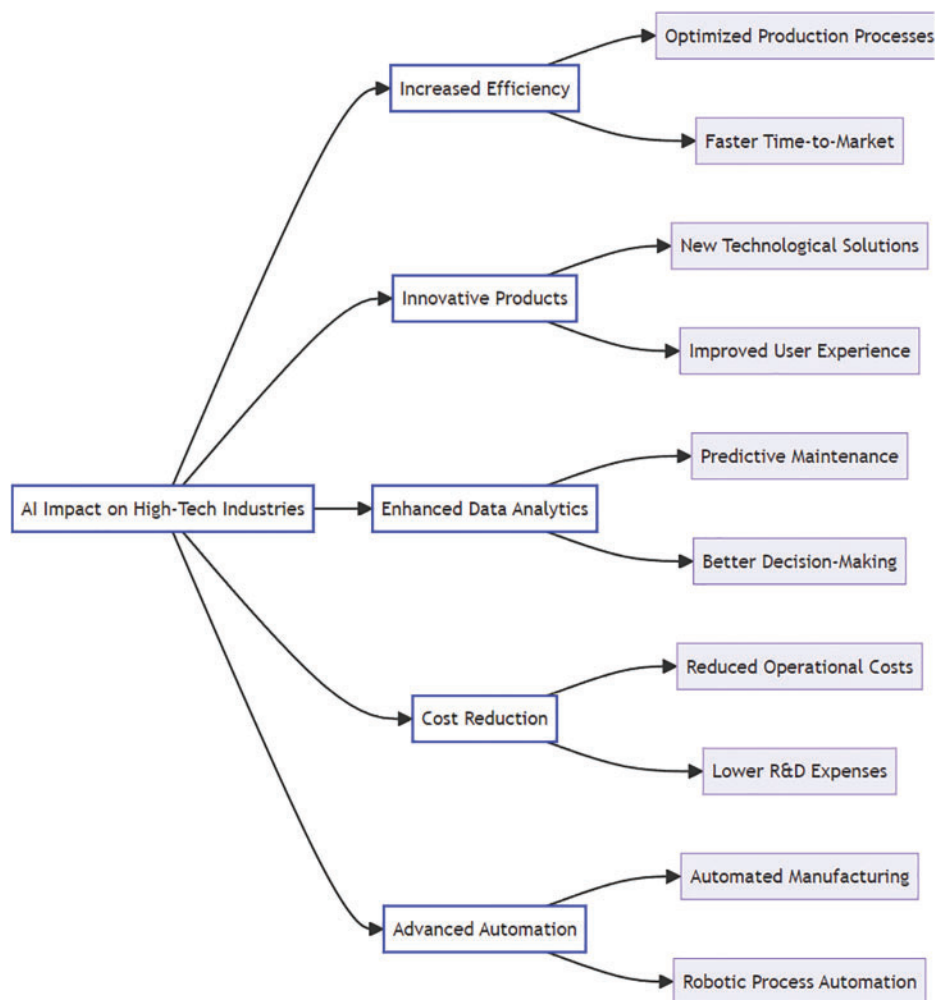 Optimized Production Processes
Increased Efficiency
Faster Time-to-Market
New Technological Solutions
Innovative Products
Improved User Experience
Predictive Maintenance
AI Impact on High-Tech Industries
Enhanced Data Analytics
Better Decision-Making
Reduced Operational Costs
Cost Reduction
Lower R&D Expenses
Automated Manufacturing
Advanced Automation
Robotic Process Automation